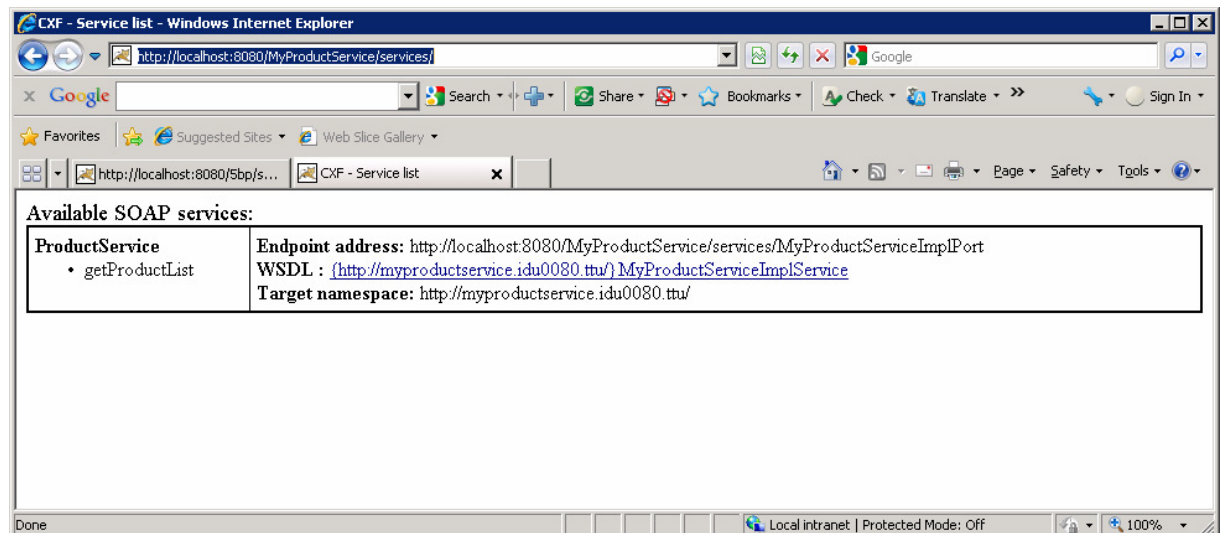 CXF - Service list - Windows Internet Explorer
http://localhost:8080/MyProductService/services/
Google
x Google
Search
Share
Bookmarks
Check
Translate
Sign In
Favorites
Suggested Sites
Web Slice Gallery
http://localhost:8080/5bp/s...
CXF - Service list
Page
Safety
Tools
Available SOAP services:
ProductService
• getProductList
Endpoint address: http://localhost:8080/MyProductService/services/MyProductServiceImplPort
WSDL : {http://myproductservice.idu0080.ttu/}MyProductServiceImplService
Target namespace: http://myproductservice.idu0080.ttu/
Done
Local intranet | Protected Mode: Off
100%